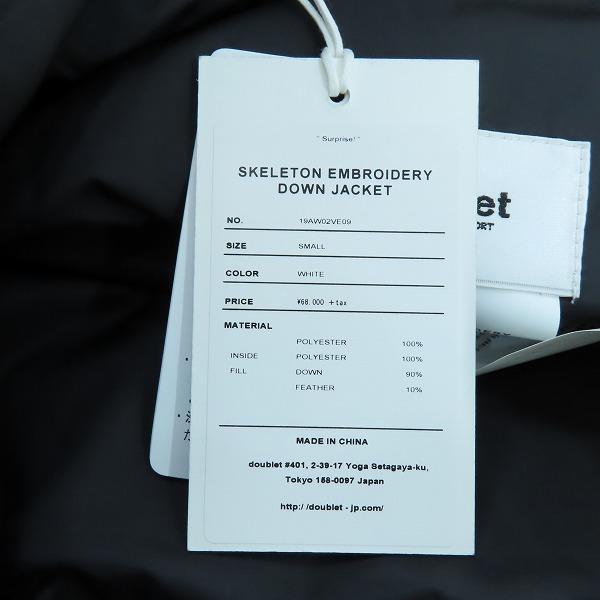 " Surprise! "
SKELETON EMBROIDERY
DOWN JACKET
NO. 19AW02VE09
SIZE SMALL
COLOR WHITE
PRICE ¥68,000 +tax
MATERIAL
POLYESTER 100%
INSIDE POLYESTER 100%
FILL DOWN 90%
FEATHER 10%
MADE IN CHINA
doublet #401, 2-39-17 Yoga Setagaya-ku,
Tokyo 158-0097 Japan
http://doublet-jp.com/
et
ORT